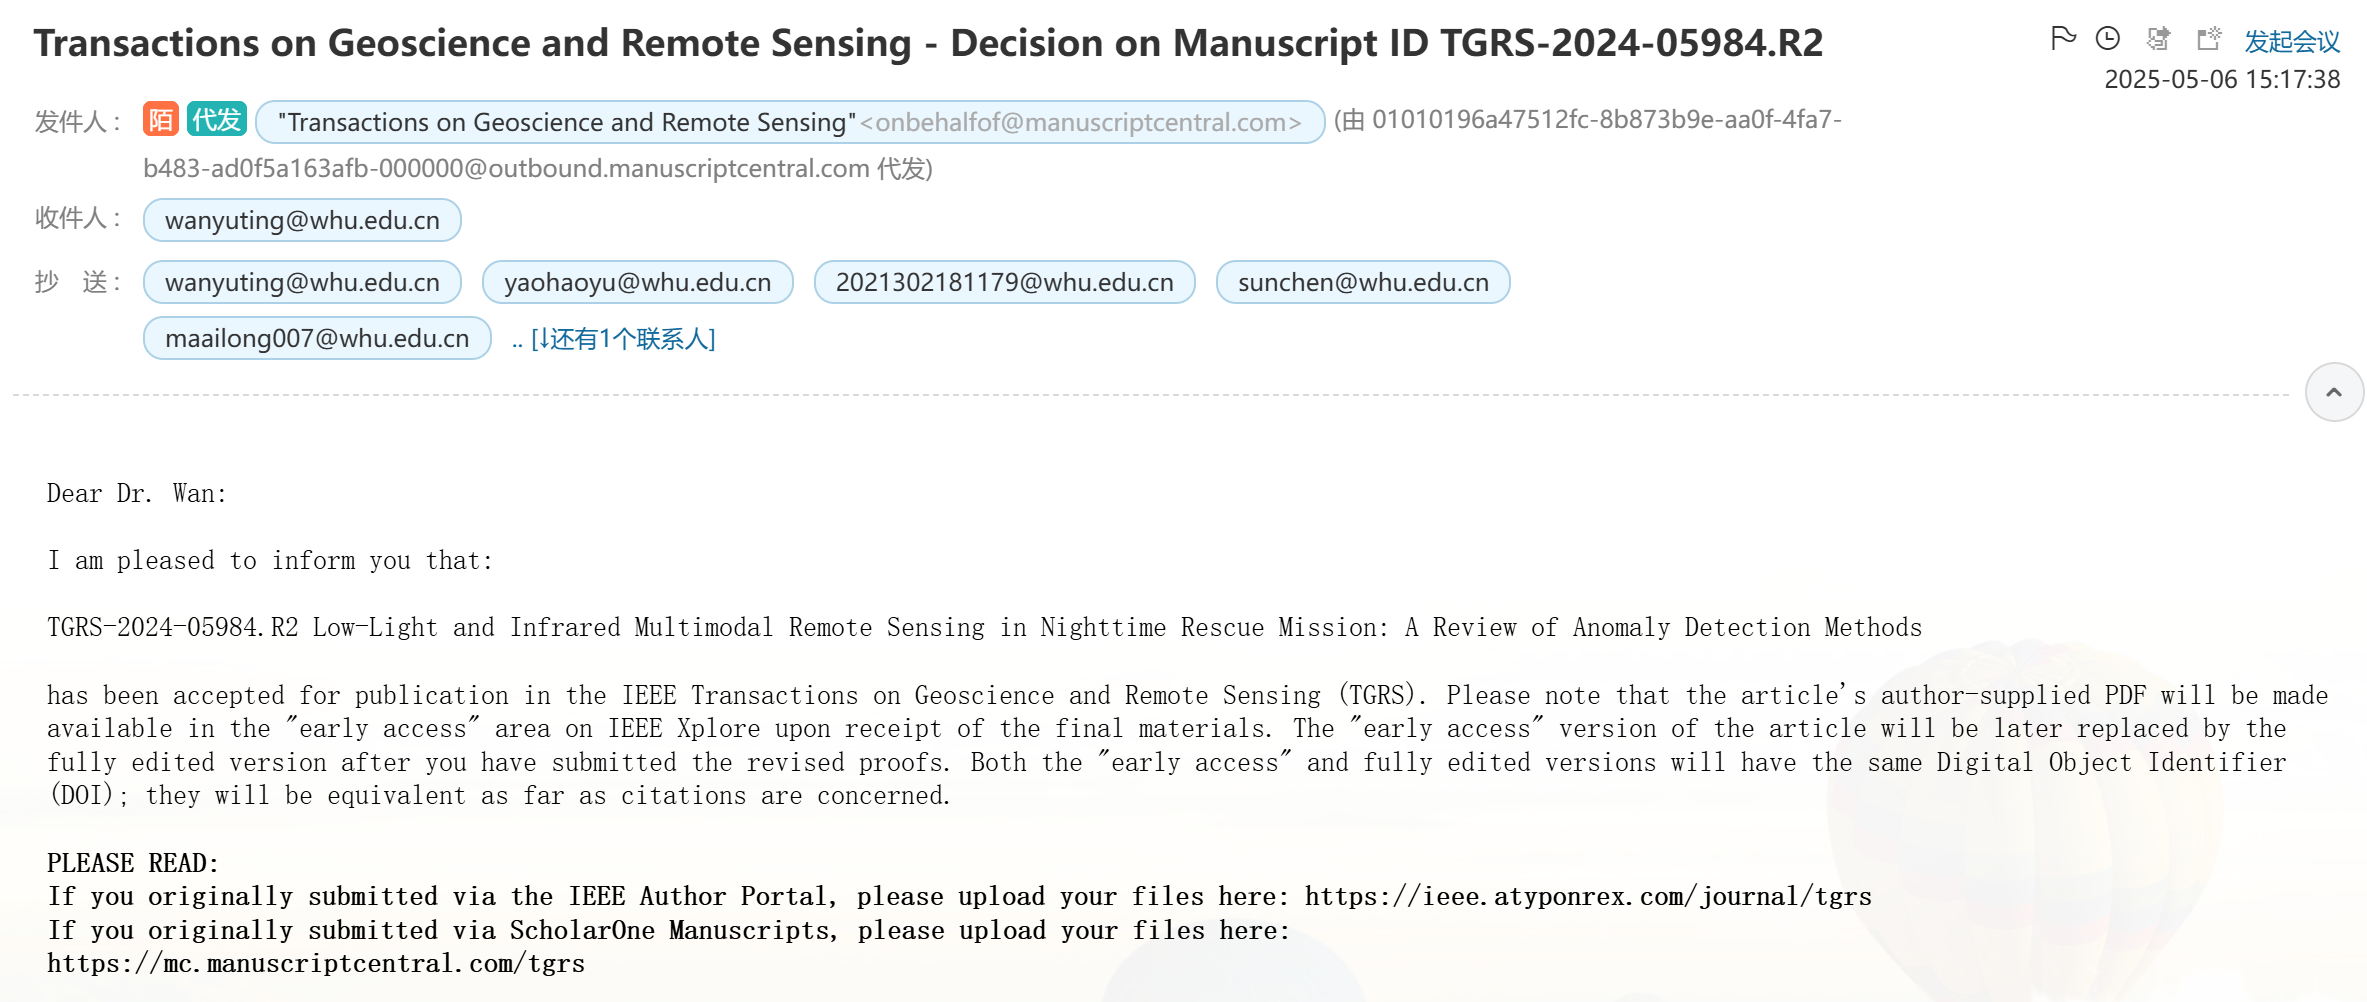 Transactions on Geoscience and Remote Sensing - Decision on Manuscript ID TGRS-2024-05984.R2
发起会议
2025-05-06 15:17:38
发件人： 陌 代发 "Transactions on Geoscience and Remote Sensing"<onbehalfof@manuscriptcentral.com> (由 01010196a47512fc-8b873b9e-aa0f-4fa7-
b483-ad0f5a163afb-000000@outbound.manuscriptcentral.com 代发)
收件人： wanyuting@whu.edu.cn
抄 送： wanyuting@whu.edu.cn yaohaoyu@whu.edu.cn 2021302181179@whu.edu.cn sunchen@whu.edu.cn
maailong007@whu.edu.cn .. [↓还有1个联系人]
Dear Dr. Wan:
I am pleased to inform you that:
TGRS-2024-05984.R2 Low-Light and Infrared Multimodal Remote Sensing in Nighttime Rescue Mission: A Review of Anomaly Detection Methods
has been accepted for publication in the IEEE Transactions on Geoscience and Remote Sensing (TGRS). Please note that the article's author-supplied PDF will be made
available in the "early access" area on IEEE Xplore upon receipt of the final materials. The "early access" version of the article will be later replaced by the
fully edited version after you have submitted the revised proofs. Both the "early access" and fully edited versions will have the same Digital Object Identifier
(DOI); they will be equivalent as far as citations are concerned.
PLEASE READ:
If you originally submitted via the IEEE Author Portal, please upload your files here: https://ieee.atyponrex.com/journal/tgrs
If you originally submitted via ScholarOne Manuscripts, please upload your files here:
https://mc.manuscriptcentral.com/tgrs